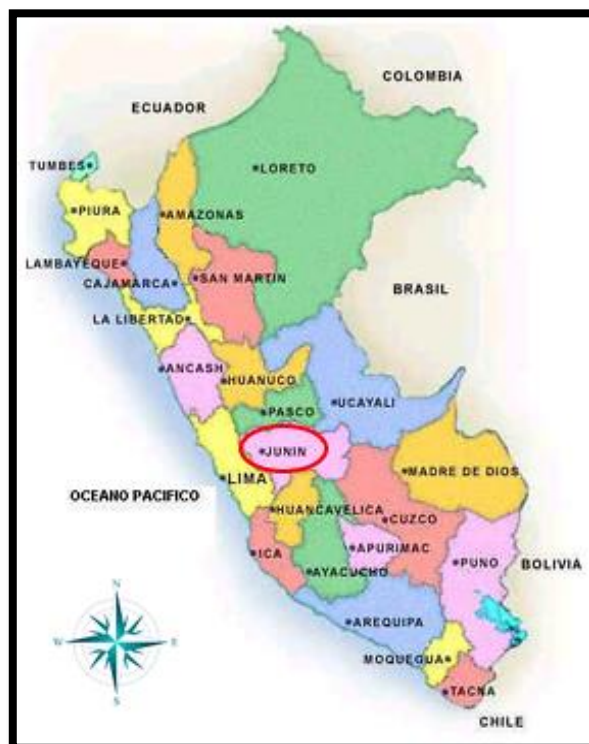 COLOMBIA
ECUADOR
TUMBES
LORETO
PIURA
AMAZONAS
LAMBAYEQUE
SAN MARTIN
CAJAMARCA
BRASIL
LA LIBERTAD
ANCASH
HUANUCO
UCAYALI
PASCO
JUNIN
MADRE DE DIOS
LIMA
OCEANO PACIFICO
HUANCAVELICA
CUZCO
ICA
APURIMAC
PUNO
BOLIVIA
AYACUCHO
N
AREQUIPA
W
E
MOQUEGUA
TACNA
S
CHILE